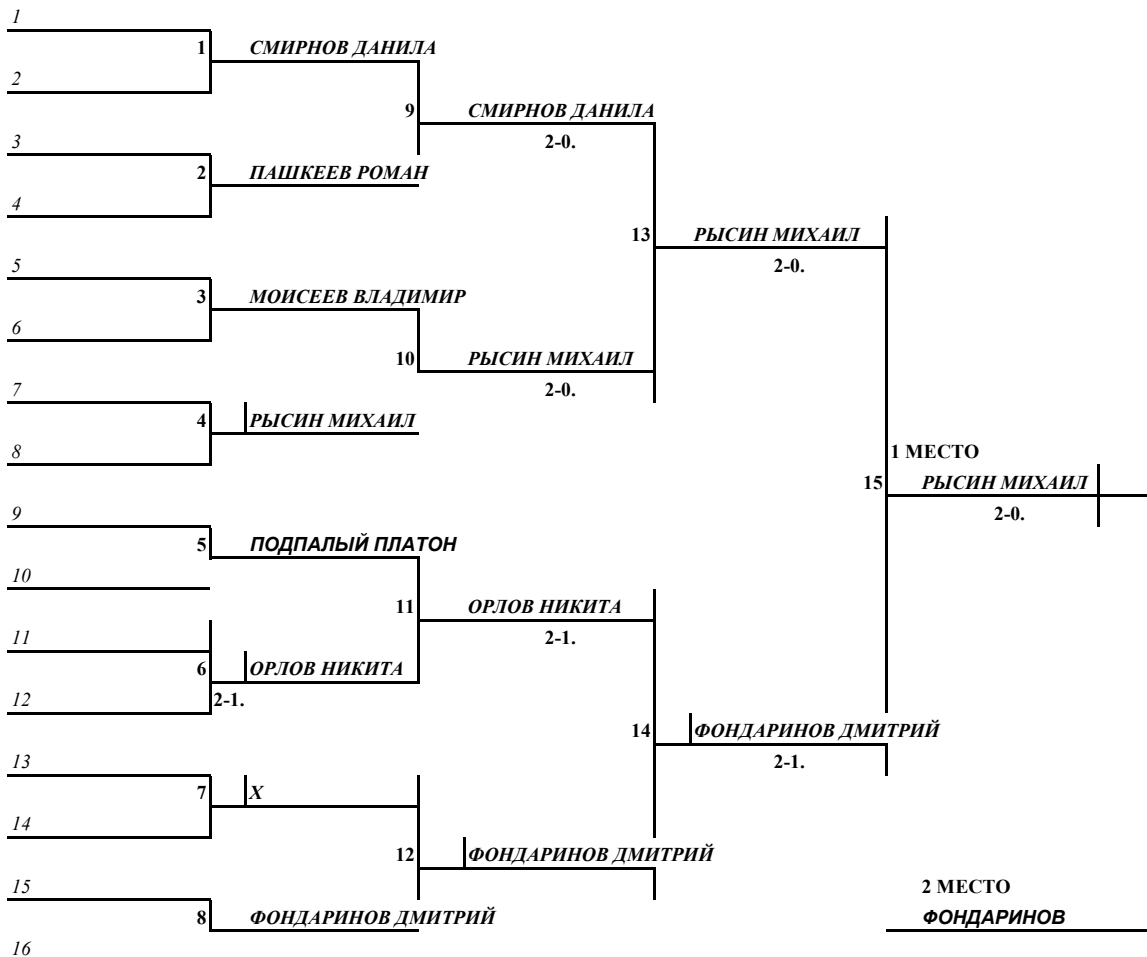 1
1 СМИРНОВ ДАНИЛА
2
9 СМИРНОВ ДАНИЛА
3
2-0.
2 ПАШКЕЕВ РОМАН
4
13 РЫСИН МИХАИЛ
5
2-0.
3 МОИСЕЕВ ВЛАДИМИР
6
10 РЫСИН МИХАИЛ
7
2-0.
4 РЫСИН МИХАИЛ
8
1 МЕСТО
15 РЫСИН МИХАИЛ
9
2-0.
5 ПОДПАЛЫЙ ПЛАТОН
10
11 ОРЛОВ НИКИТА
11
2-1.
6 ОРЛОВ НИКИТА
12
2-1.
14 ФОНДАРИНОВ ДМИТРИЙ
13
2-1.
7 Х
14
12 ФОНДАРИНОВ ДМИТРИЙ
15
2 МЕСТО
8 ФОНДАРИНОВ ДМИТРИЙ
ФОНДАРИНОВ
16